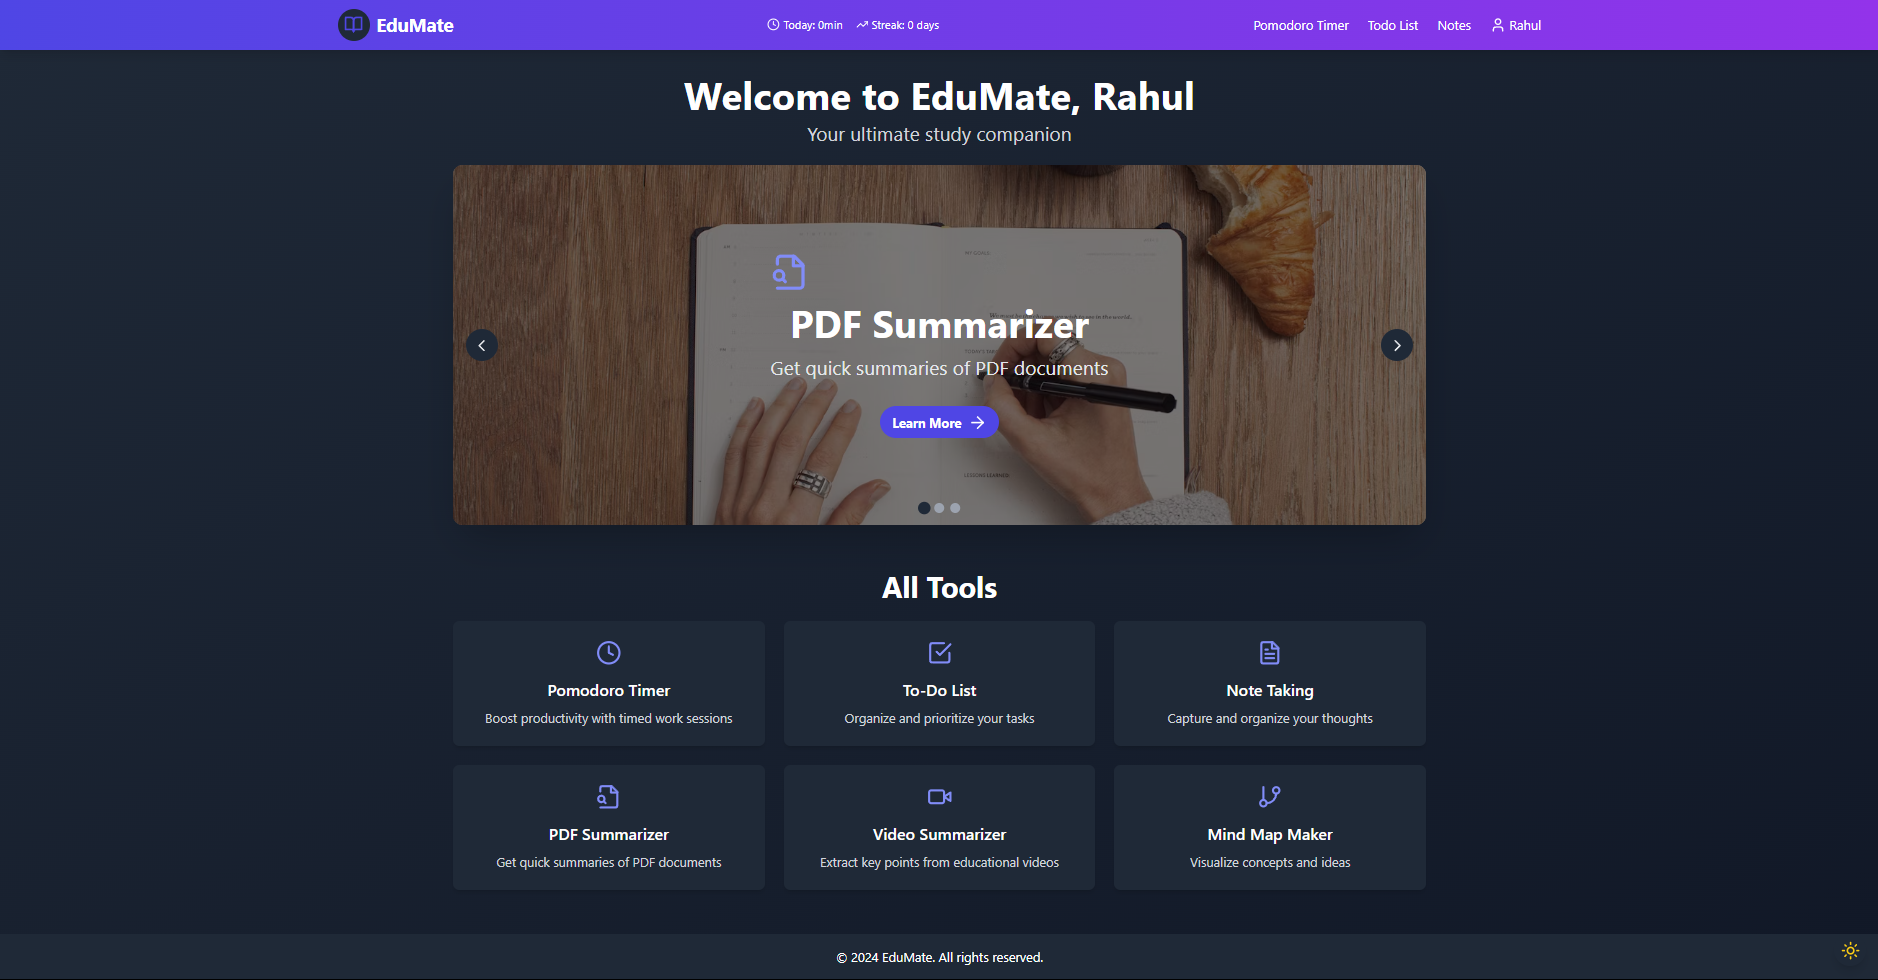 EduMate
Today: 0min Streak: 0 days
Pomodoro Timer Todo List Notes Rahul
Welcome to EduMate, Rahul
Your ultimate study companion
MY GOALS
PDF Summarizer
Get quick summaries of PDF documents
Learn More
LESSONS LEARNED
All Tools
Pomodoro Timer
Boost productivity with timed work sessions
To-Do List
Organize and prioritize your tasks
Note Taking
Capture and organize your thoughts
PDF Summarizer
Get quick summaries of PDF documents
Video Summarizer
Extract key points from educational videos
Mind Map Maker
Visualize concepts and ideas
© 2024 EduMate. All rights reserved.